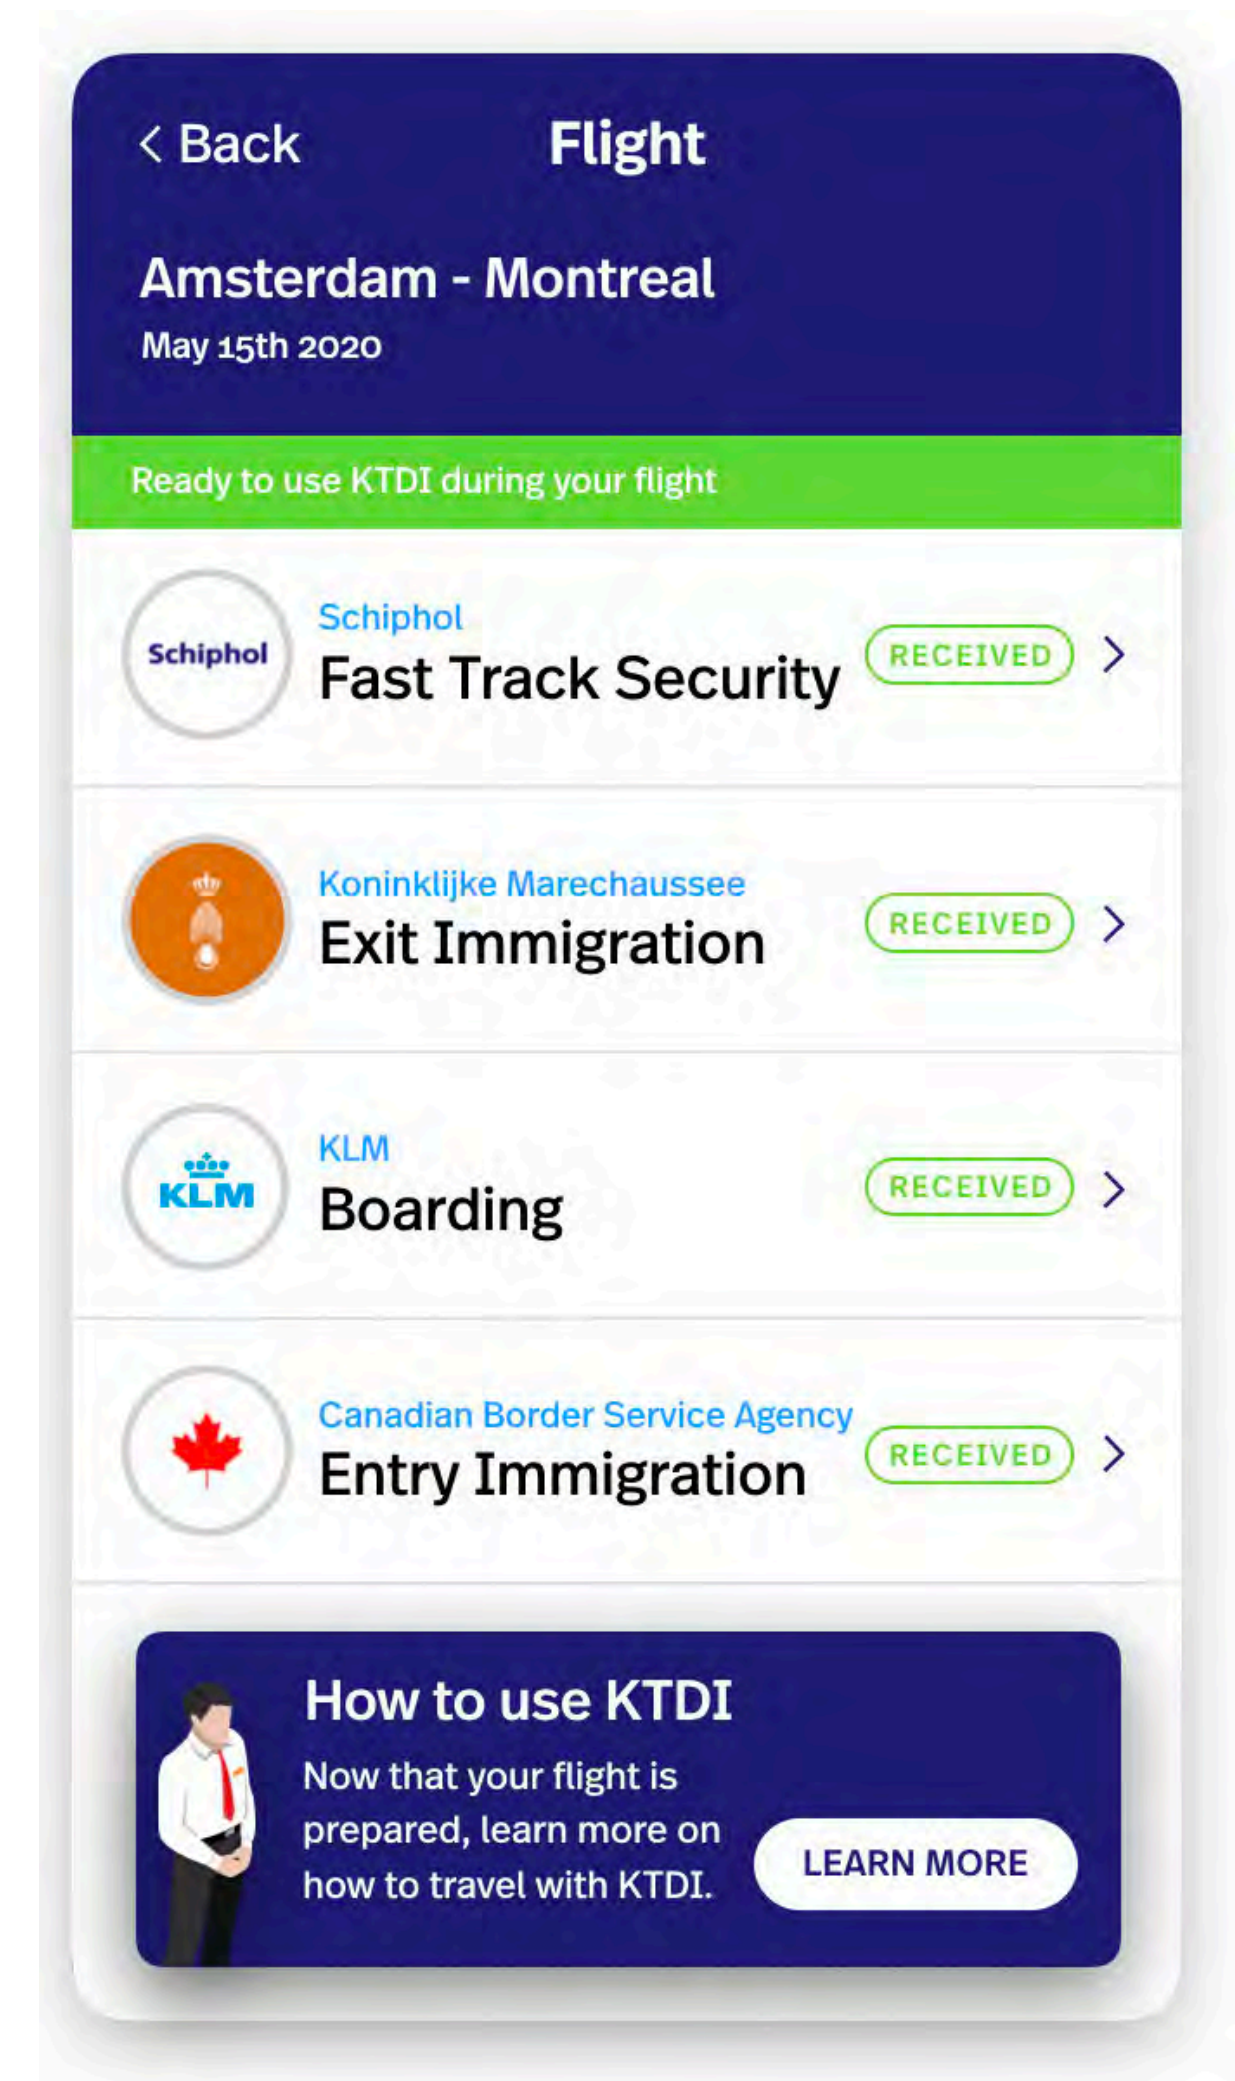 < Back
Flight
Amsterdam - Montreal
May 15th 2020
Ready to use KTDI during your flight
Schiphol
Schiphol
Fast Track Security
RECEIVED
Koninklijke Marechaussee
Exit Immigration
RECEIVED
KLM
KLM
Boarding
RECEIVED
Canadian Border Service Agency
Entry Immigration
RECEIVED
How to use KTDI
Now that your flight is
prepared, learn more on
how to travel with KTDI.
LEARN MORE